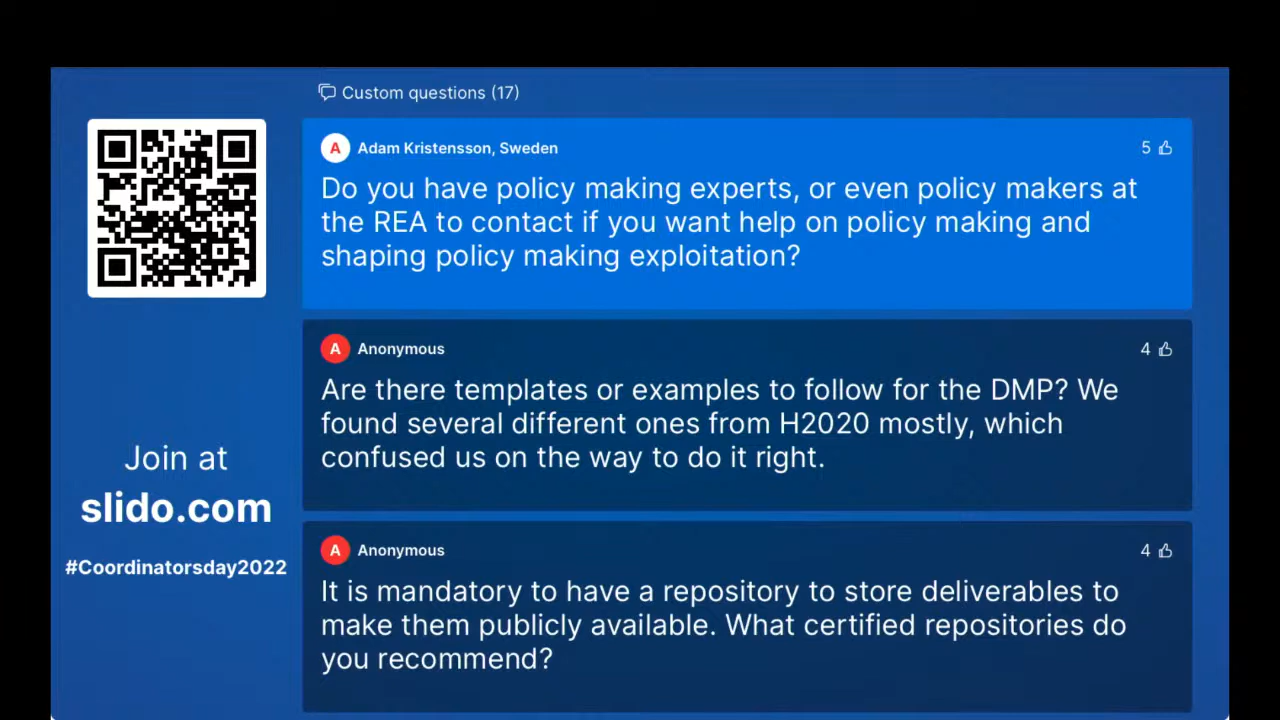 Custom questions (17)
A Adam Kristensson, Sweden 5
Do you have policy making experts, or even policy makers at
the REA to contact if you want help on policy making and
shaping policy making exploitation?
A Anonymous 4
Are there templates or examples to follow for the DMP? We
found several different ones from H2020 mostly, which
confused us on the way to do it right.
A Anonymous 4
It is mandatory to have a repository to store deliverables to
make them publicly available. What certified repositories do
you recommend?
Join at
slido.com
#Coordinatorsday2022